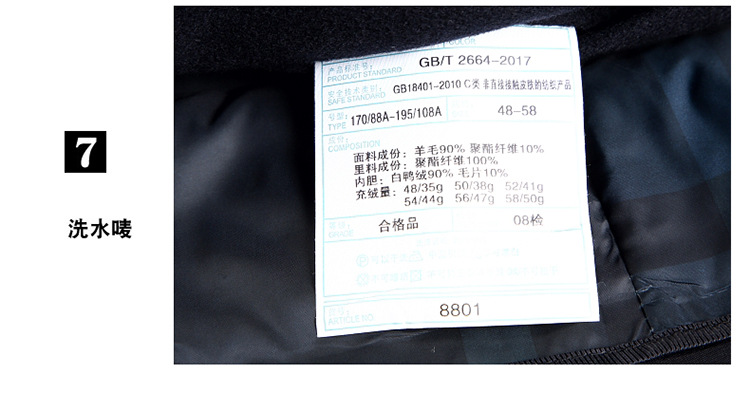 7
洗水唛
COLOR
产品标准号:
PRODUCT STANDARD
GB/T 2664-2017
安全技术类别:
SAFE STANDARD
GB18401-2010 C类 非直接接触皮肤的纺织产品
号型:
TYPE
170/88A-195/108A
48-58
成份:
COMPOSITION
面料成份: 羊毛90% 聚酯纤维10%
里料成份: 聚酯纤维100%
内胆: 白鸭绒90% 毛片10%
充绒量: 48/35g 50/38g 52/41g
54/44g 56/47g 58/50g
GRADE
合格品
08检
ARTICLE NO.
8801